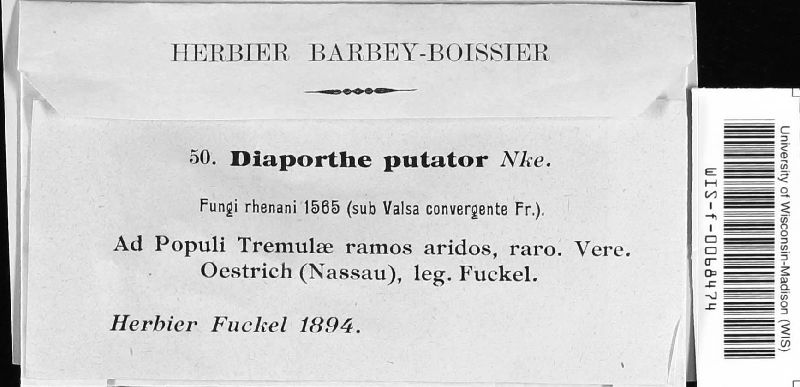 HERBIER BARBEY-BOISSIER
50. Diaporthe putator Nke.
Fungi rhenani 1565 (sub Valsa convergente Fr.).
Ad Populi Tremulæ ramos aridos, raro. Vere.
Oestrich (Nassau), leg. Fuckel.
Herbier Fuckel 1894.
University of Wisconsin-Madison (WIS)
WIS-f-0068474